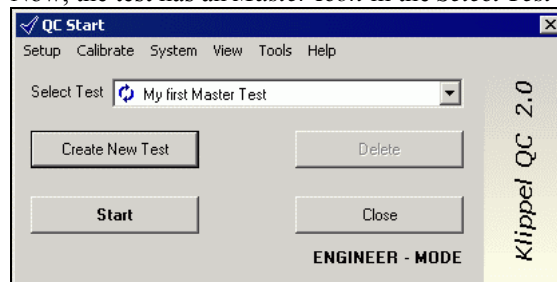 Now, the test has an Master Icon in the Select Test
QC Start
Setup Calibrate System View Tools Help
Select Test My first Master Test
Create New Test Delete
Start Close
ENGINEER - MODE
Klippel QC 2.0